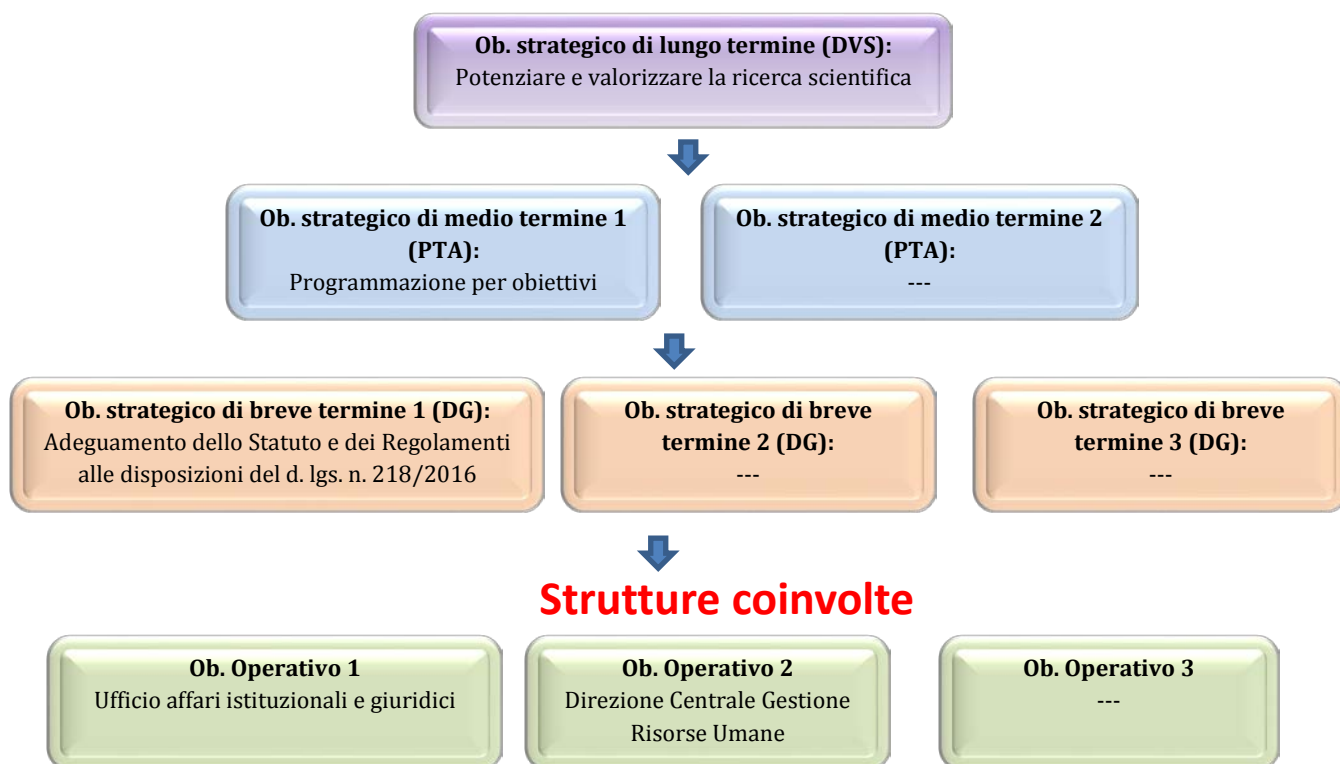 Ob. strategico di lungo termine (DVS):
Potenziare e valorizzare la ricerca scientifica
Ob. strategico di medio termine 1
(PTA):
Programmazione per obiettivi
Ob. strategico di medio termine 2
(PTA):
---
Ob. strategico di breve termine 1 (DG):
Adeguamento dello Statuto e dei Regolamenti
alle disposizioni del d. lgs. n. 218/2016
Ob. strategico di breve
termine 2 (DG):
---
Ob. strategico di breve
termine 3 (DG):
---
Strutture coinvolte
Ob. Operativo 1
Ufficio affari istituzionali e giuridici
Ob. Operativo 2
Direzione Centrale Gestione
Risorse Umane
Ob. Operativo 3
---